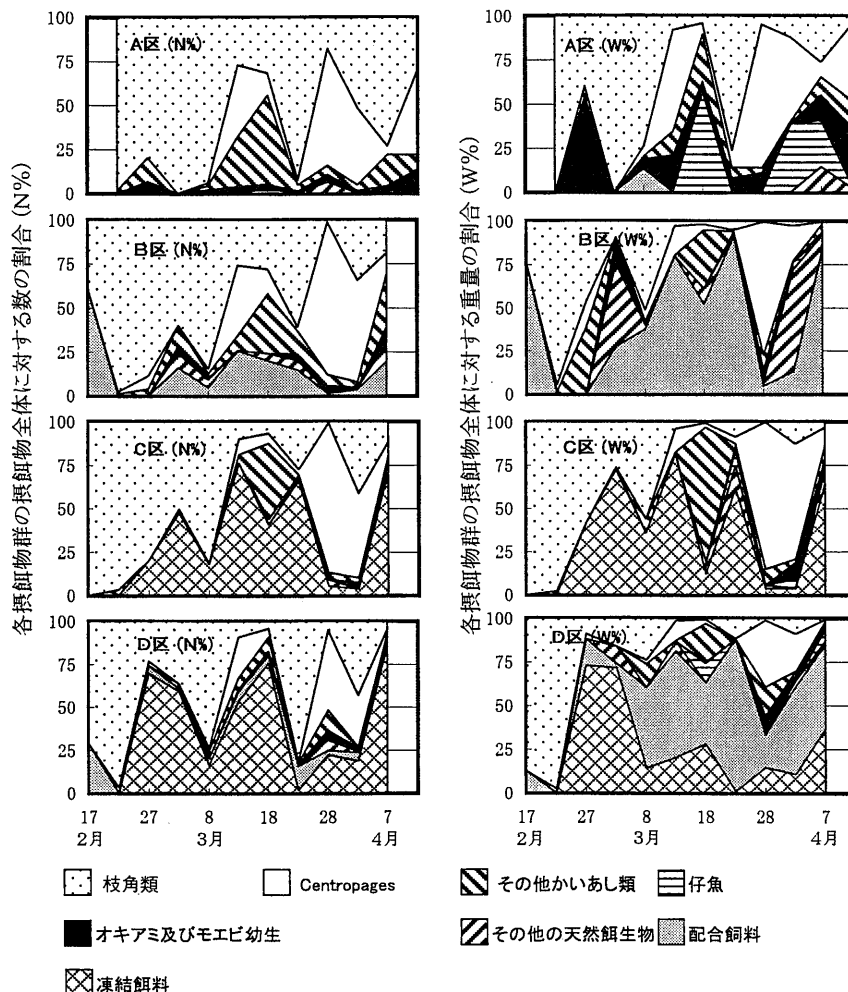 各摂餌物群の摂餌物全体に対する数の割合 (N%)
100
75
50
25
0
A区 (N%)
100
75
50
25
0
B区 (N%)
100
75
50
25
0
C区 (N%)
100
75
50
25
0
D区 (N%)
17
27
8
18
28
7
2月
3月
4月
各摂餌物群の摂餌物全体に対する重量の割合 (W%)
100
75
50
25
0
A区 (W%)
100
75
50
25
0
B区 (W%)
100
75
50
25
0
C区 (W%)
100
75
50
25
0
D区 (W%)
17
27
8
18
28
7
2月
3月
4月
枝角類
Centropages
その他かいあし類
仔魚
オキアミ及びモエビ幼生
その他の天然餌生物
配合飼料
凍結餌料